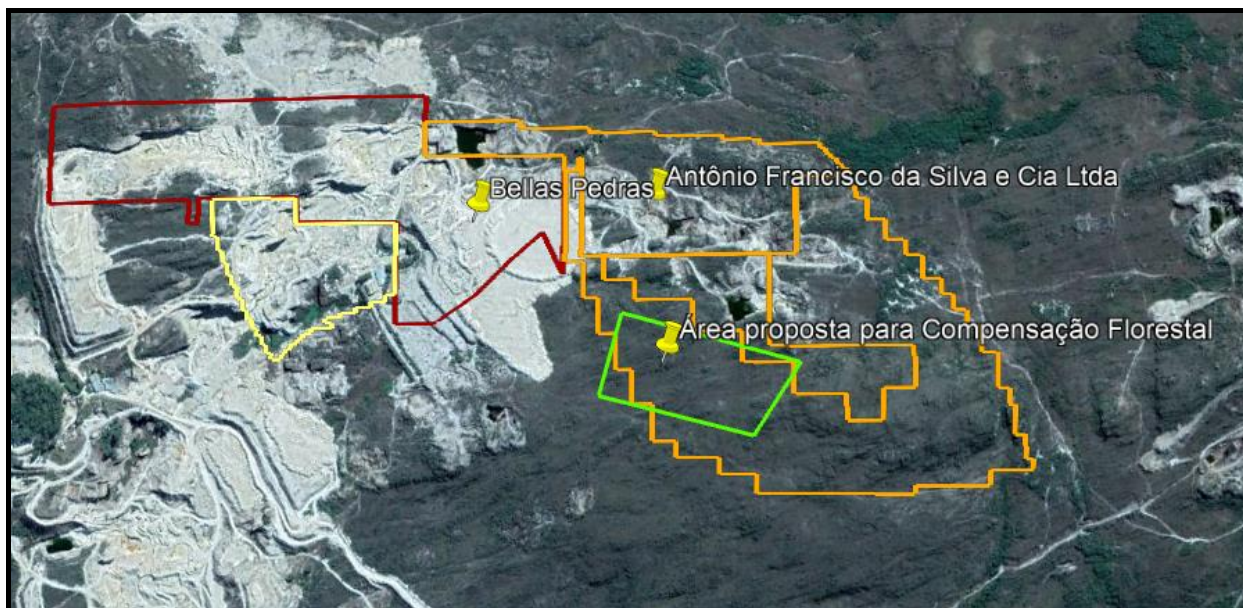 Bellas Pedras
Antônio Francisco da Silva e Cia Ltda
Área proposta para Compensação Florestal